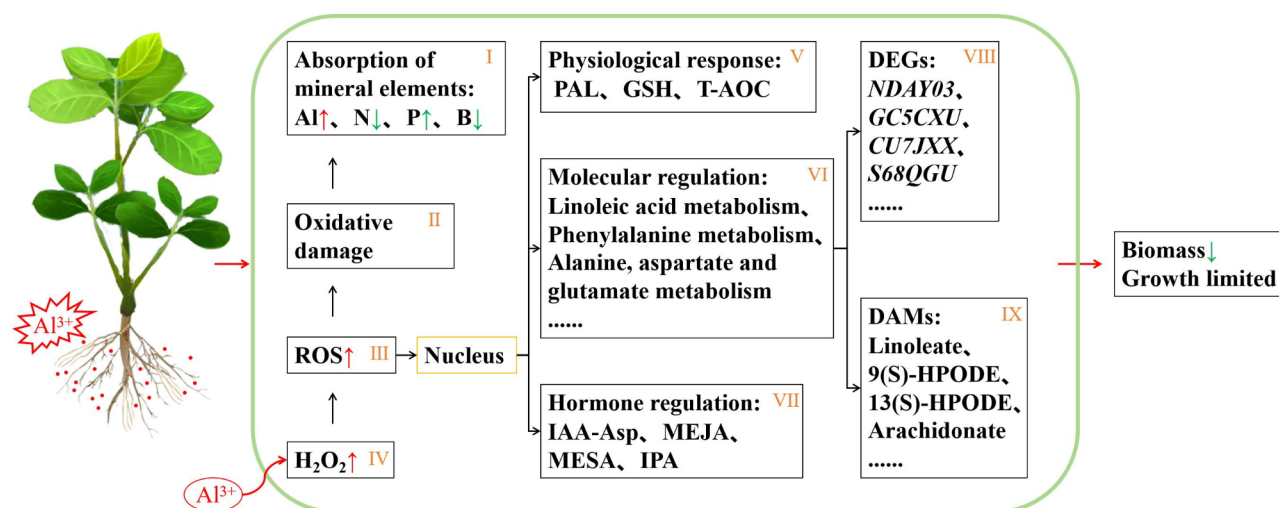 Al³⁺
Al³⁺
I
Absorption of
mineral elements:
Al↑、N↓、P↑、B↓
II
Oxidative
damage
ROS↑ III
H₂O₂↑ IV
Nucleus
Physiological response: V
PAL、GSH、T-AOC
Molecular regulation: VI
Linoleic acid metabolism、
Phenylalanine metabolism、
Alanine, aspartate and
glutamate metabolism
......
Hormone regulation: VII
IAA-Asp、MEJA、
MESA、IPA
DEGs: VIII
NDAY03、
GC5CXU、
CU7JXX、
S68QGU
......
DAMs: IX
Linoleate、
9(S)-HPODE、
13(S)-HPODE、
Arachidonate
......
Biomass↓
Growth limited